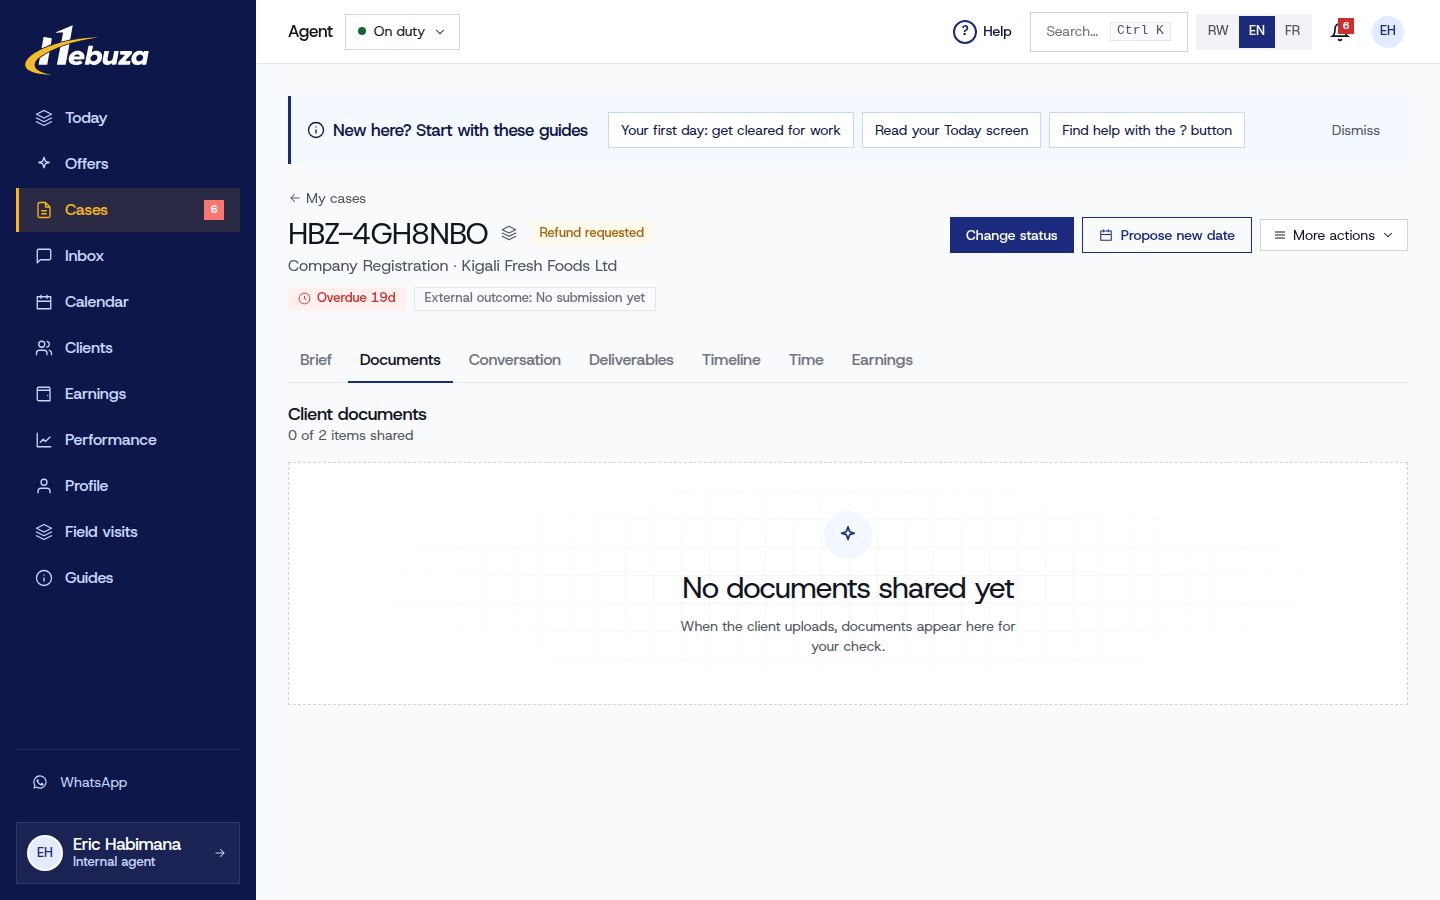 Hebuza
Agent
On duty
Help
Search...
Ctrl K
RW
EN
FR
6
EH
Today
Offers
Cases
6
Inbox
Calendar
Clients
Earnings
Performance
Profile
Field visits
Guides
WhatsApp
EH
Eric Habimana
Internal agent
New here? Start with these guides
Your first day: get cleared for work
Read your Today screen
Find help with the ? button
Dismiss
My cases
HBZ-4GH8NBO
Refund requested
Change status
Propose new date
More actions
Company Registration · Kigali Fresh Foods Ltd
Overdue 19d
External outcome: No submission yet
Brief
Documents
Conversation
Deliverables
Timeline
Time
Earnings
Client documents
0 of 2 items shared
No documents shared yet
When the client uploads, documents appear here for
your check.